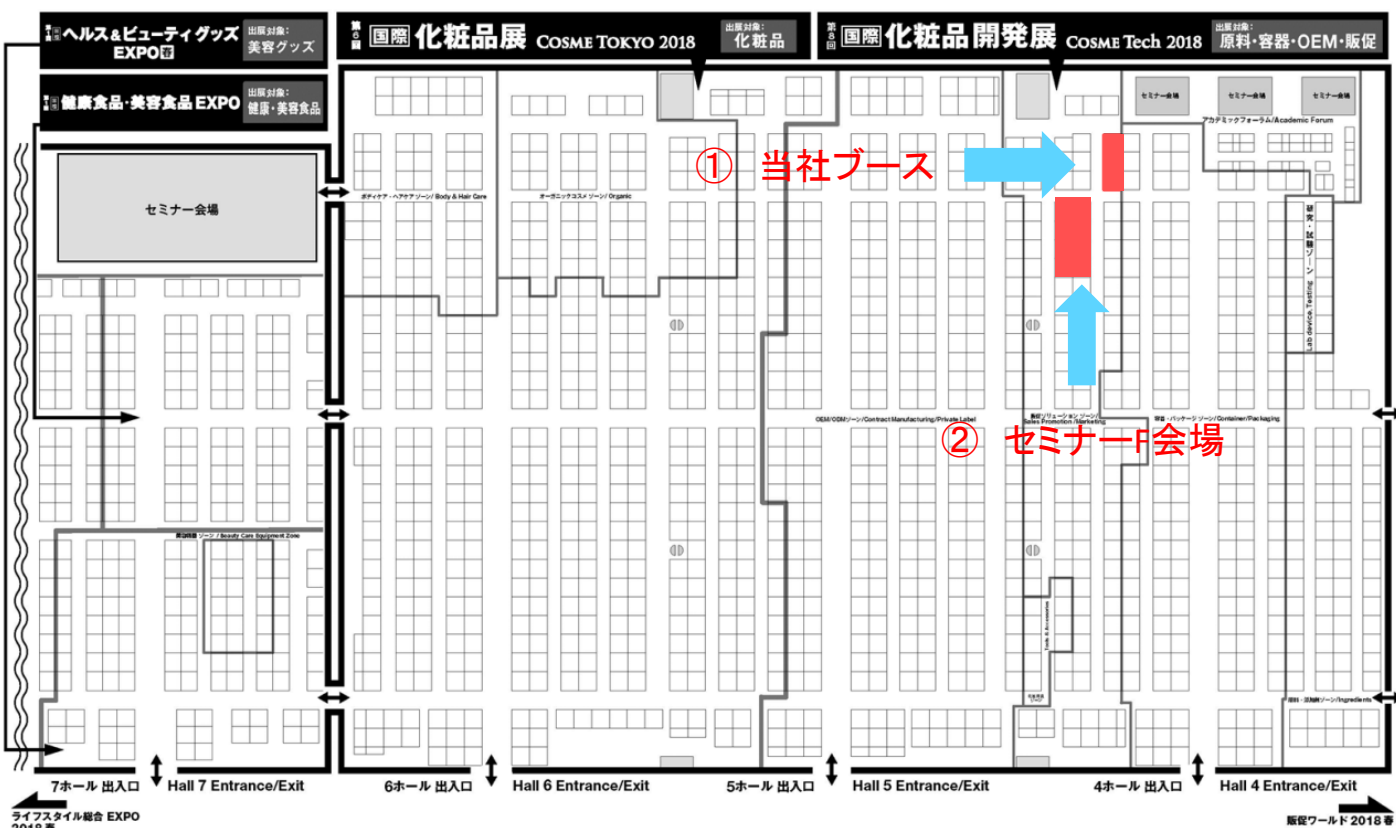 ヘルス&ビューティ グッズ
EXPO春
出展対象：
美容グッズ
健康食品・美容食品 EXPO
出展対象：
健康・美容食品
第6回 国際 化粧品展 COSME TOKYO 2018
出展対象：
化粧品
第8回 国際 化粧品開発展 COSME Tech 2018
出展対象：
原料・容器・OEM・販促
セミナー会場
セミナー会場
セミナー会場
アカデミックフォーラム/Academic Forum
① 当社ブース
セミナー会場
ボディケア・ヘアケア ゾーン/ Body & Hair Care
オーガニックコスメ ゾーン/ Organic
研究・試験ゾーン
Lab device, Testing
OEM/ODMゾーン/Contract Manufacturing/Private Label
販促ソリューション ゾーン/
Sales Promotion /Marketing
容器・パッケージ ゾーン/Container/Packaging
② セミナーF会場
ゾーン / Beauty Care Equipment Zone
原料・ ゾーン/Ingredients
7ホール 出入口
Hall 7 Entrance/Exit
6ホール 出入口
Hall 6 Entrance/Exit
5ホール 出入口
Hall 5 Entrance/Exit
4ホール 出入口
Hall 4 Entrance/Exit
ライフスタイル総合 EXPO
2018 春
販促ワールド 2018 春